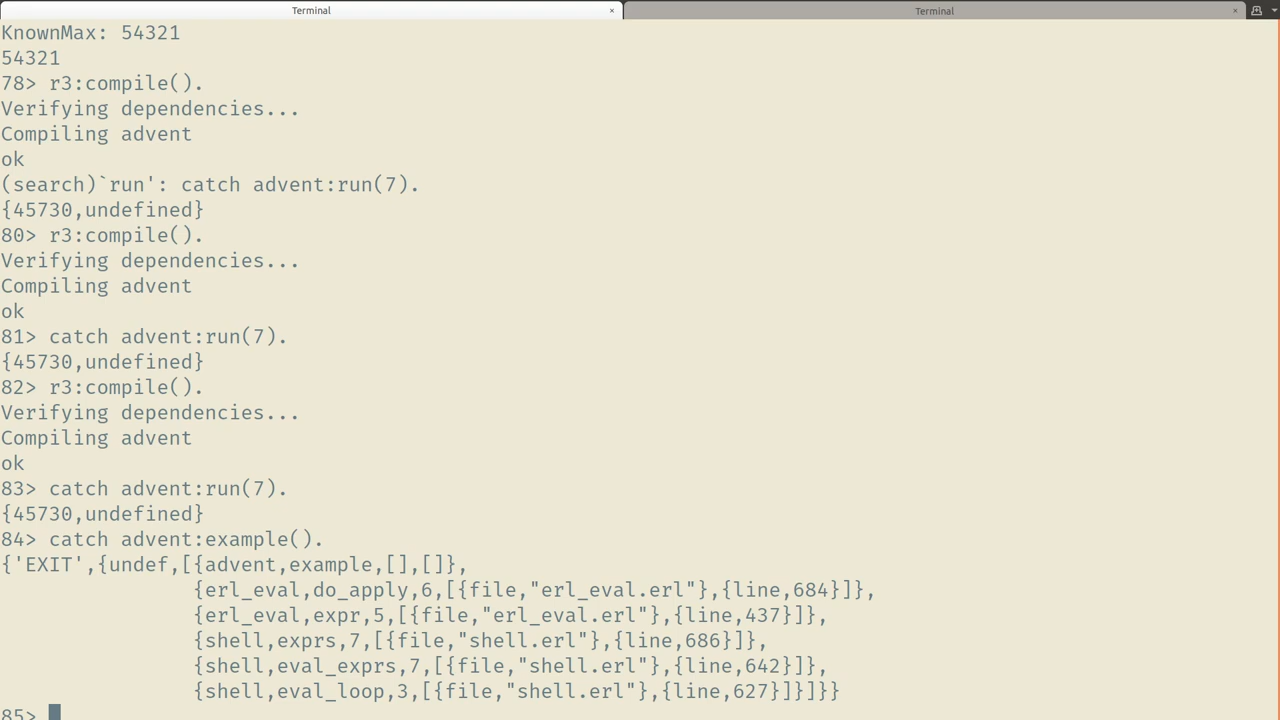 Terminal × Terminal ×
KnownMax: 54321
54321
78> r3:compile().
Verifying dependencies...
Compiling advent
ok
(search)`run': catch advent:run(7).
{45730,undefined}
80> r3:compile().
Verifying dependencies...
Compiling advent
ok
81> catch advent:run(7).
{45730,undefined}
82> r3:compile().
Verifying dependencies...
Compiling advent
ok
83> catch advent:run(7).
{45730,undefined}
84> catch advent:example().
{'EXIT',{undef,[{advent,example,[],[]},
                {erl_eval,do_apply,6,[{file,"erl_eval.erl"},{line,684}]},
                {erl_eval,expr,5,[{file,"erl_eval.erl"},{line,437}]},
                {shell,exprs,7,[{file,"shell.erl"},{line,686}]},
                {shell,eval_exprs,7,[{file,"shell.erl"},{line,642}]},
                {shell,eval_loop,3,[{file,"shell.erl"},{line,627}]}]}}
85>